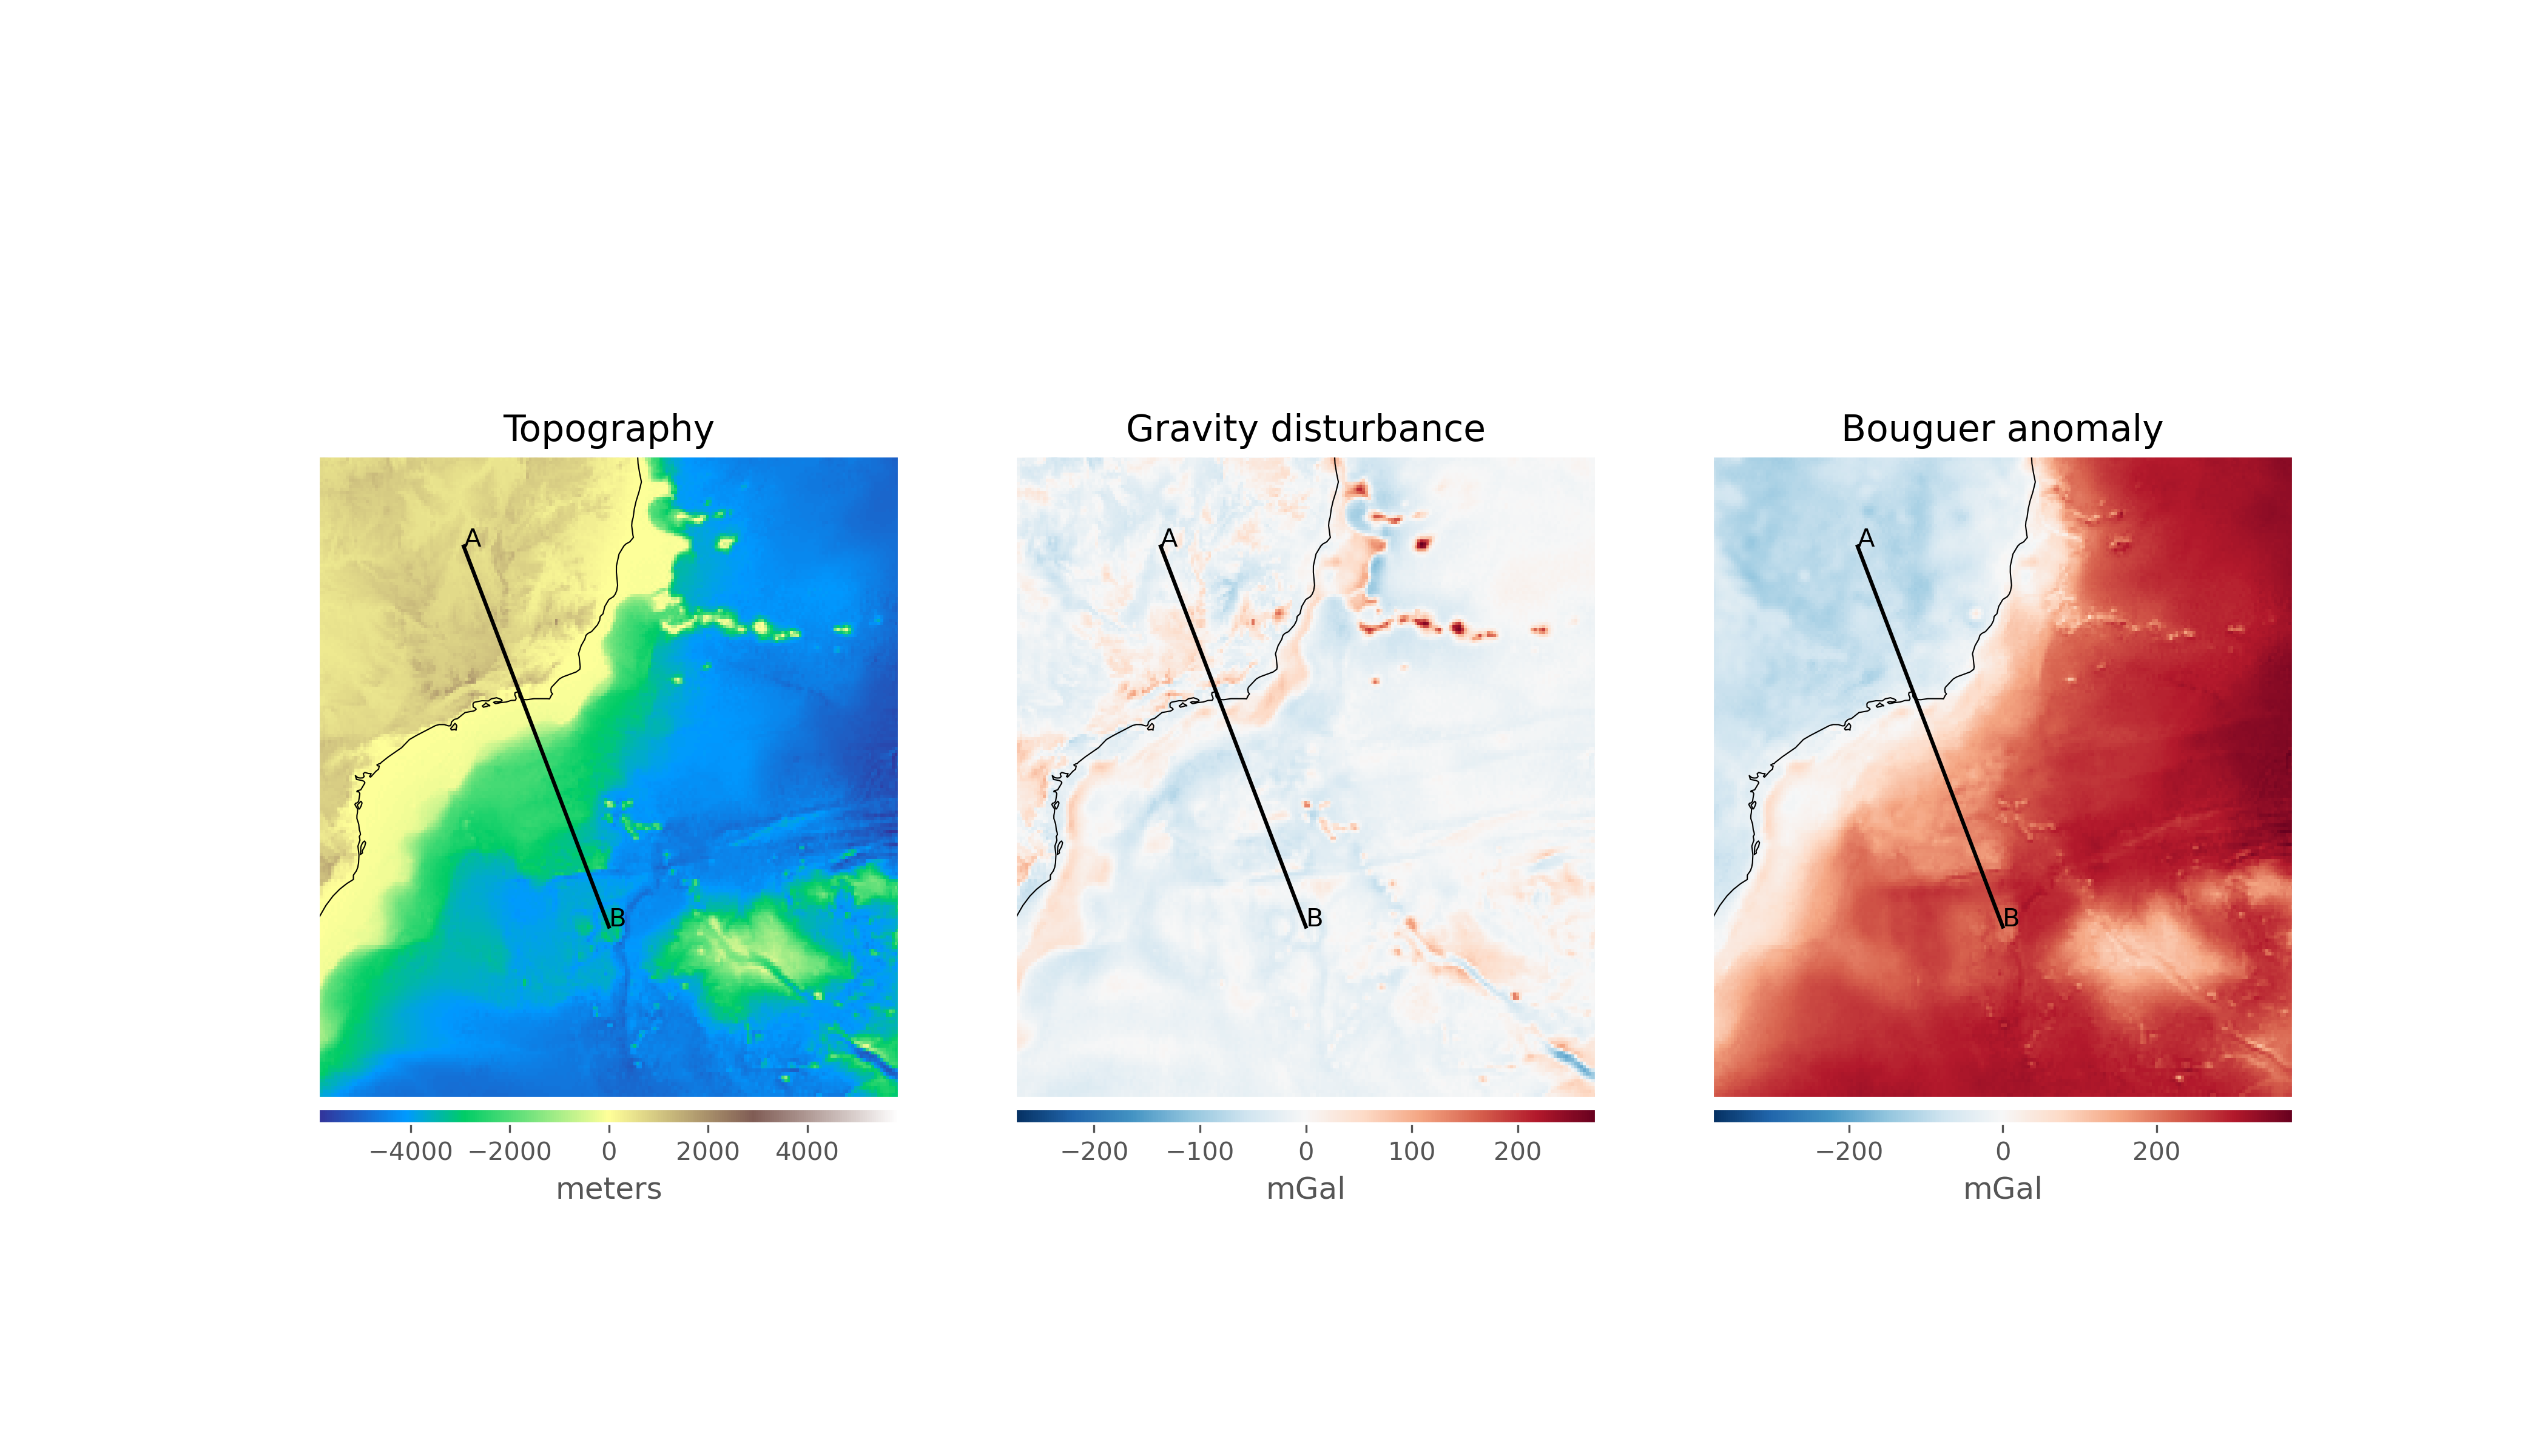 Topography
A
B
−4000 −2000 0 2000 4000
meters
Gravity disturbance
A
B
−200 −100 0 100 200
mGal
Bouguer anomaly
A
B
−200 0 200
mGal